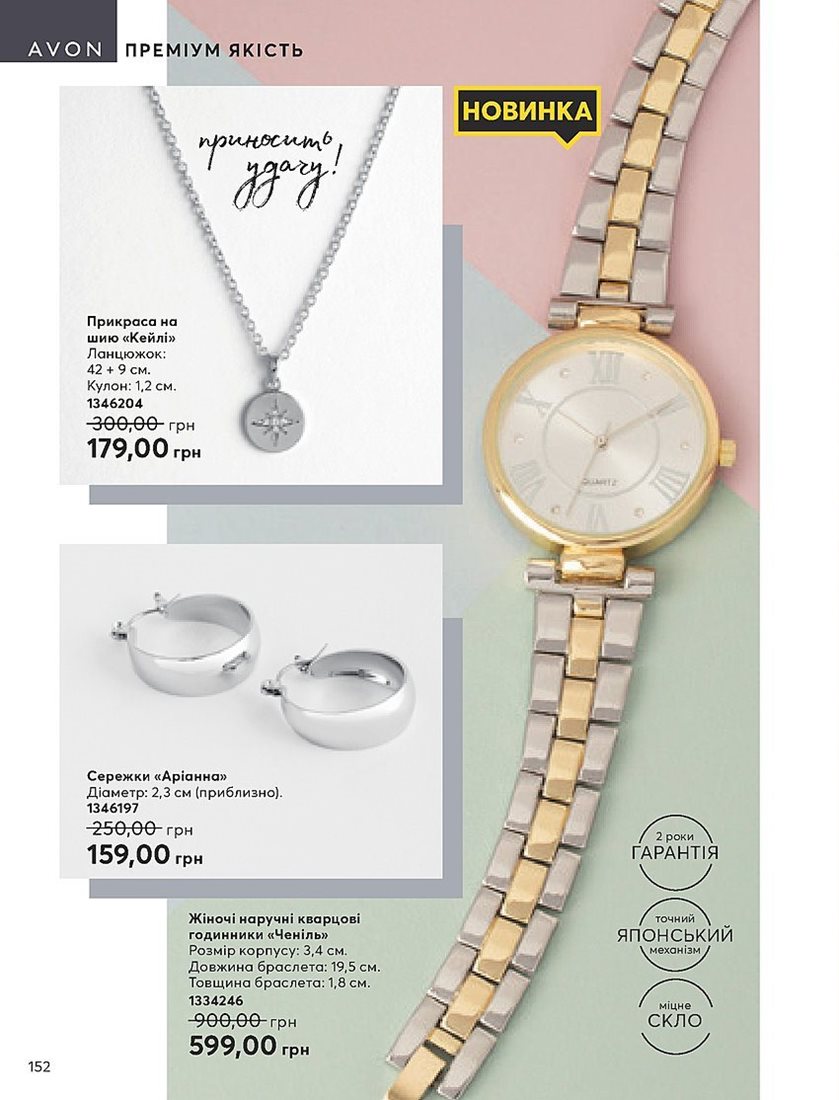 AVON
ПРЕМІУМ ЯКІСТЬ
НОВИНКА
приносить
удачу!
Прикраса на
шию «Кейлі»
Ланцюжок:
42 + 9 см.
Кулон: 1,2 см.
1346204
300,00 грн
179,00 грн
XII
QUARTZ
Сережки «Аріанна»
Діаметр: 2,3 см (приблизно).
1346197
250,00 грн
159,00 грн
Жіночі наручні кварцові
годинники «Ченіль»
Розмір корпусу: 3,4 см.
Довжина браслета: 19,5 см.
Товщина браслета: 1,8 см.
1334246
900,00 грн
599,00 грн
2 роки
ГАРАНТІЯ
точний
ЯПОНСЬКИЙ
механізм
міцне
СКЛО
152